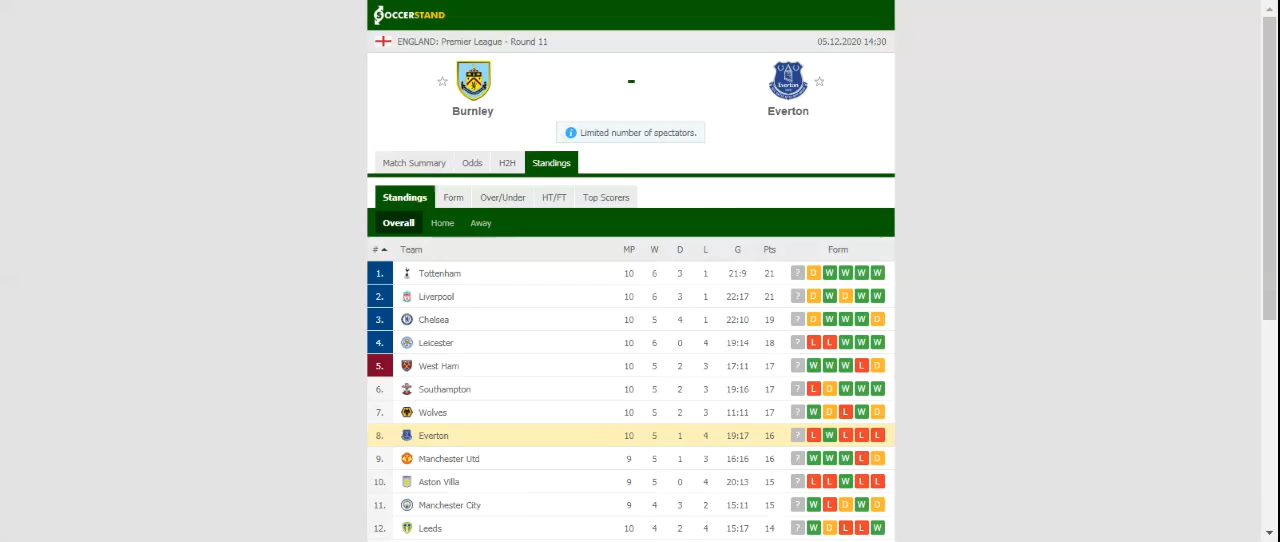 SOCCERSTAND
ENGLAND: Premier League - Round 11 05.12.2020 14:30
-
Burnley Everton
Limited number of spectators.
Match Summary Odds H2H Standings
Standings Form Over/Under HT/FT Top Scorers
Overall Home Away
# Team MP W D L G Pts Form
1. Tottenham 10 6 3 1 21:9 21 ? D W W W W
2. Liverpool 10 6 3 1 22:17 21 ? D W D W W
3. Chelsea 10 5 4 1 22:10 19 ? D W W W D
4. Leicester 10 6 0 4 19:14 18 ? L L W W W
5. West Ham 10 5 2 3 17:11 17 ? W W W L D
6. Southampton 10 5 2 3 19:16 17 ? L D W W W
7. Wolves 10 5 2 3 11:11 17 ? W D L W D
8. Everton 10 5 1 4 19:17 16 ? L W L L L
9. Manchester Utd 9 5 1 3 16:16 16 ? W W W L D
10. Aston Villa 9 5 0 4 20:13 15 ? L L W L L
11. Manchester City 9 4 3 2 15:11 15 ? W L D W D
12. Leeds 10 4 2 4 15:17 14 ? W D L L W